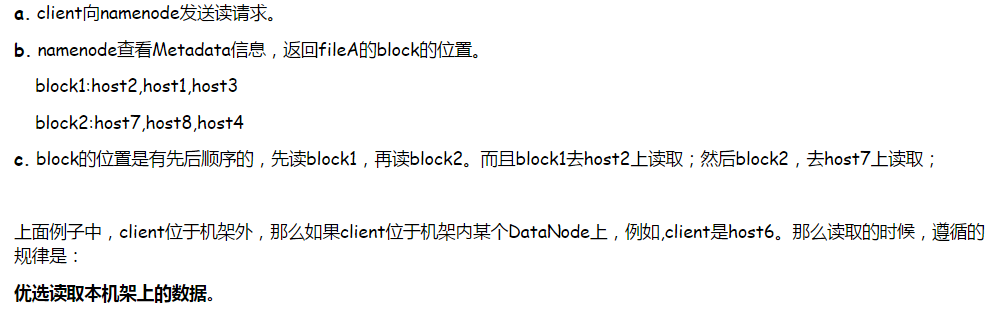 a. client向namenode发送读请求。
b. namenode查看Metadata信息，返回fileA的block的位置。
block1:host2,host1,host3
block2:host7,host8,host4
c. block的位置是有先后顺序的，先读block1，再读block2。而且block1去host2上读取；然后block2，去host7上读取；
上面例子中，client位于机架外，那么如果client位于机架内某个DataNode上，例如,client是host6。那么读取的时候，遵循的
规律是：
优选读取本机架上的数据。